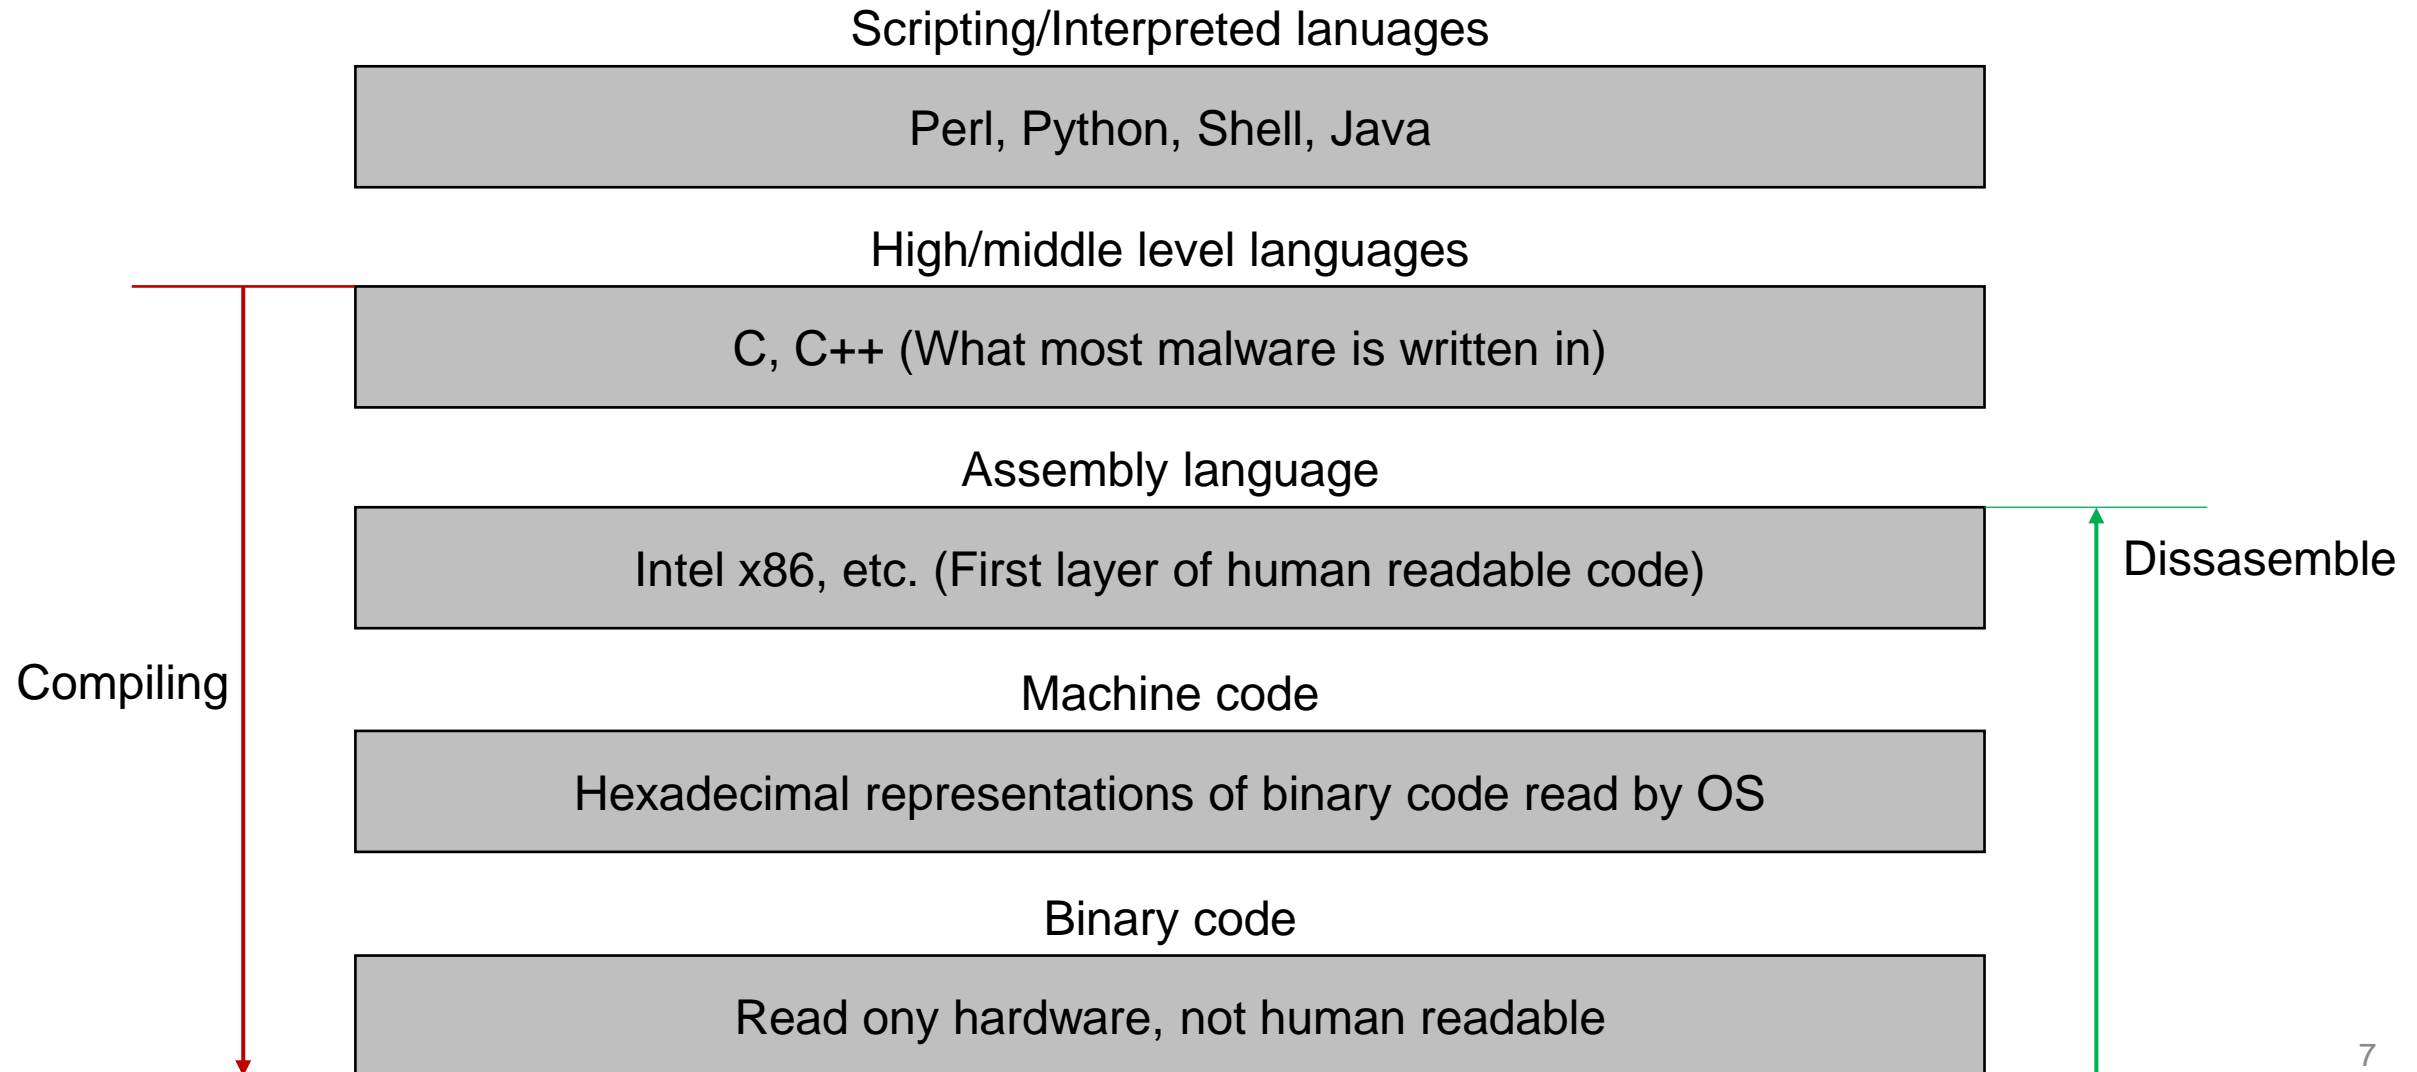 Scripting/Interpreted lanuages
Perl, Python, Shell, Java
High/middle level languages
C, C++ (What most malware is written in)
Assembly language
Intel x86, etc. (First layer of human readable code)
Dissasemble
Compiling
Machine code
Hexadecimal representations of binary code read by OS
Binary code
Read ony hardware, not human readable
7